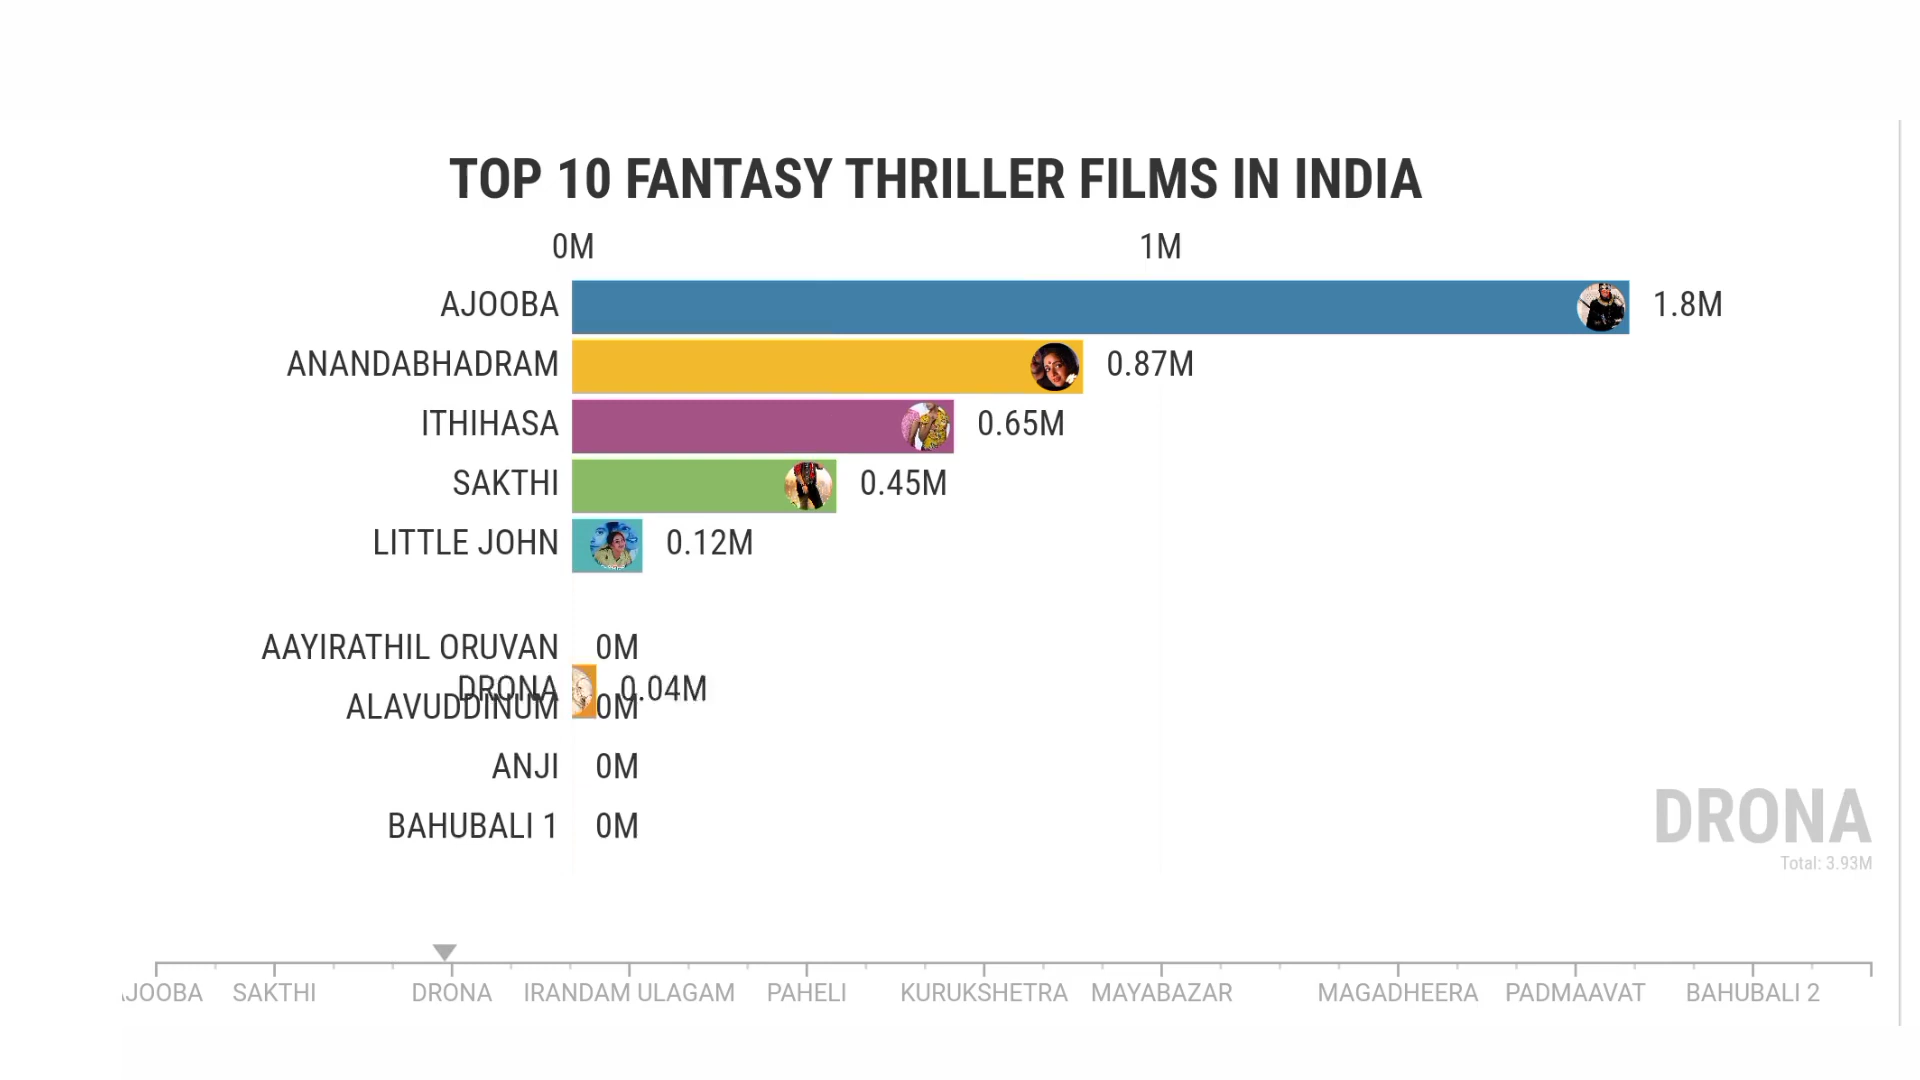 TOP 10 FANTASY THRILLER FILMS IN INDIA
0M 1M
AJOOBA 1.8M
ANANDABHADRAM 0.87M
ITHIHASA 0.65M
SAKTHI 0.45M
LITTLE JOHN 0.12M
AAYIRATHIL ORUVAN 0M
DRONA 0.04M
ALAVUDDINUM 0M
ANJI 0M
BAHUBALI 1 0M
DRONA
Total: 3.93M
JOOBA SAKTHI DRONA IRANDAM ULAGAM PAHELI KURUKSHETRA MAYABAZAR MAGADHEERA PADMAAVAT BAHUBALI 2